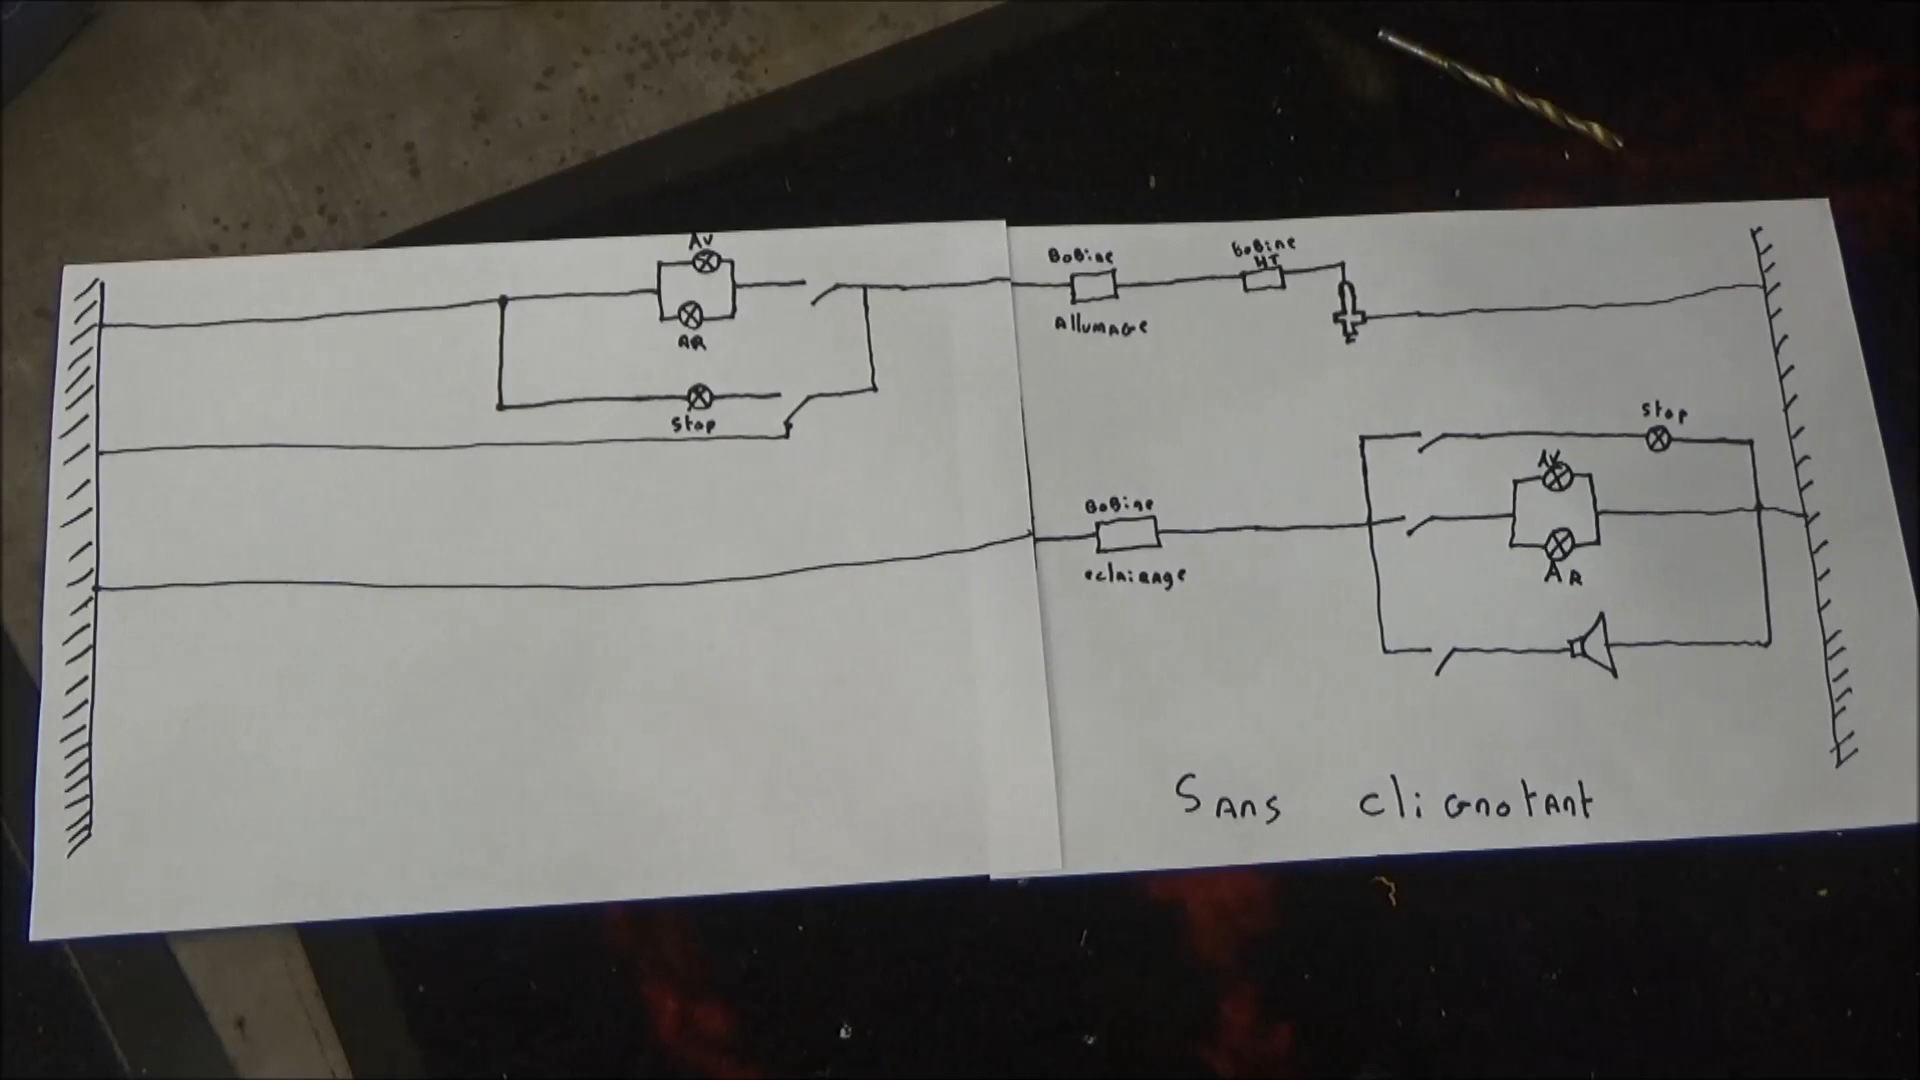 AV
AR
Stop
BoBine
Allumage
BoBine
HT
Stop
AV
AR
BoBine
eclairage
Sans clignotant